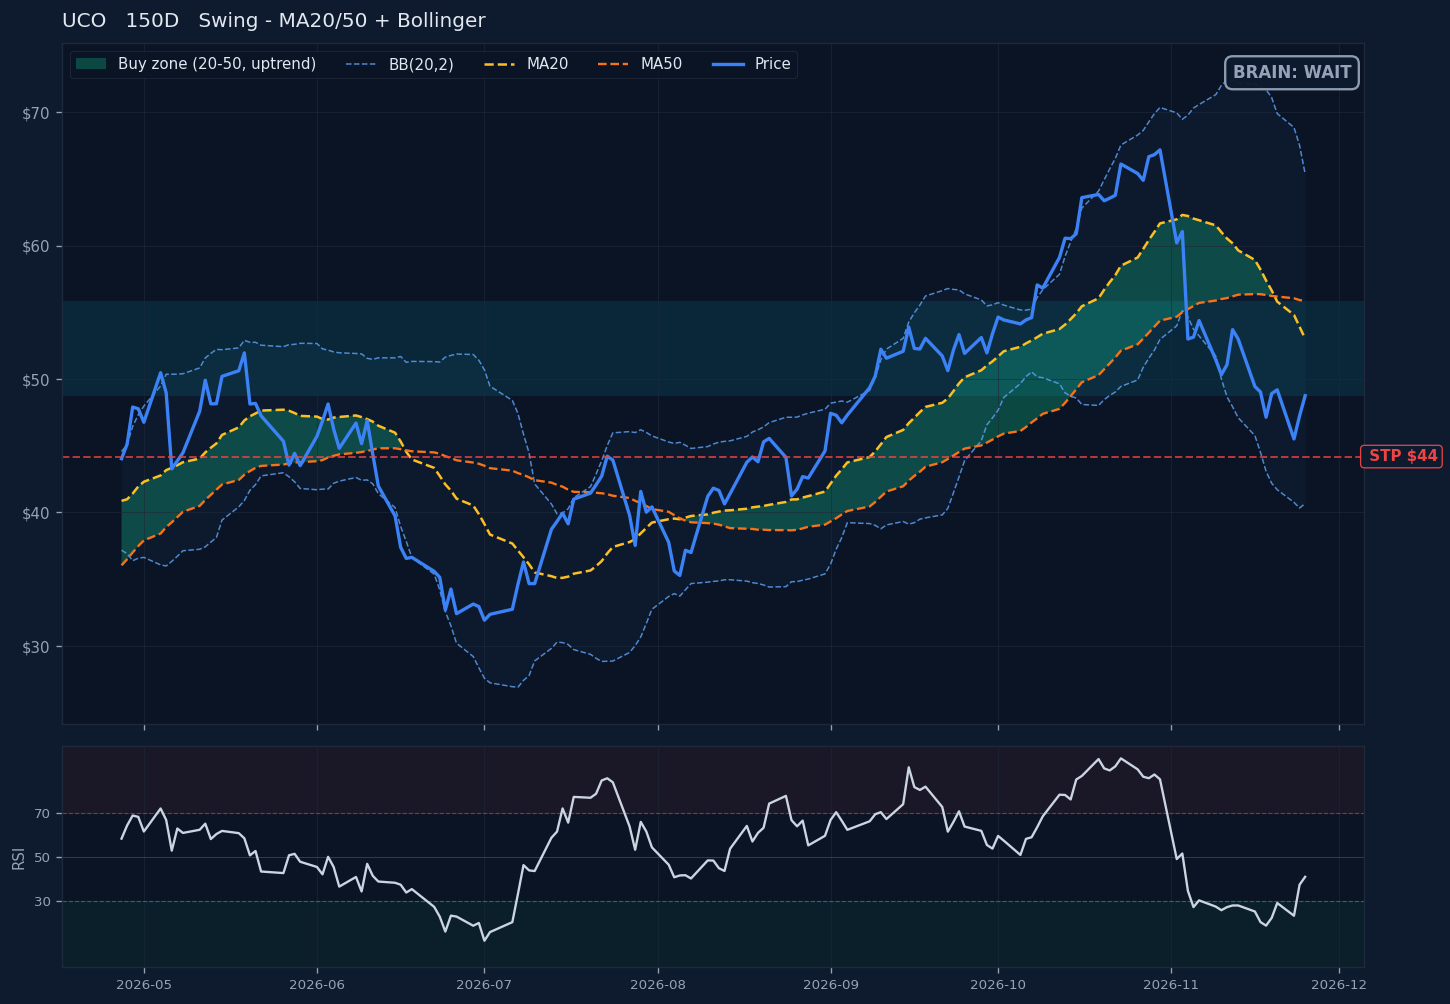 UCO 150D Swing - MA20/50 + Bollinger
Buy zone (20-50, uptrend) BB(20,2) MA20 MA50 Price
BRAIN: WAIT
$70
$60
$50
$40
$30
STP $44
RSI
70
50
30
2026-05 2026-06 2026-07 2026-08 2026-09 2026-10 2026-11 2026-12